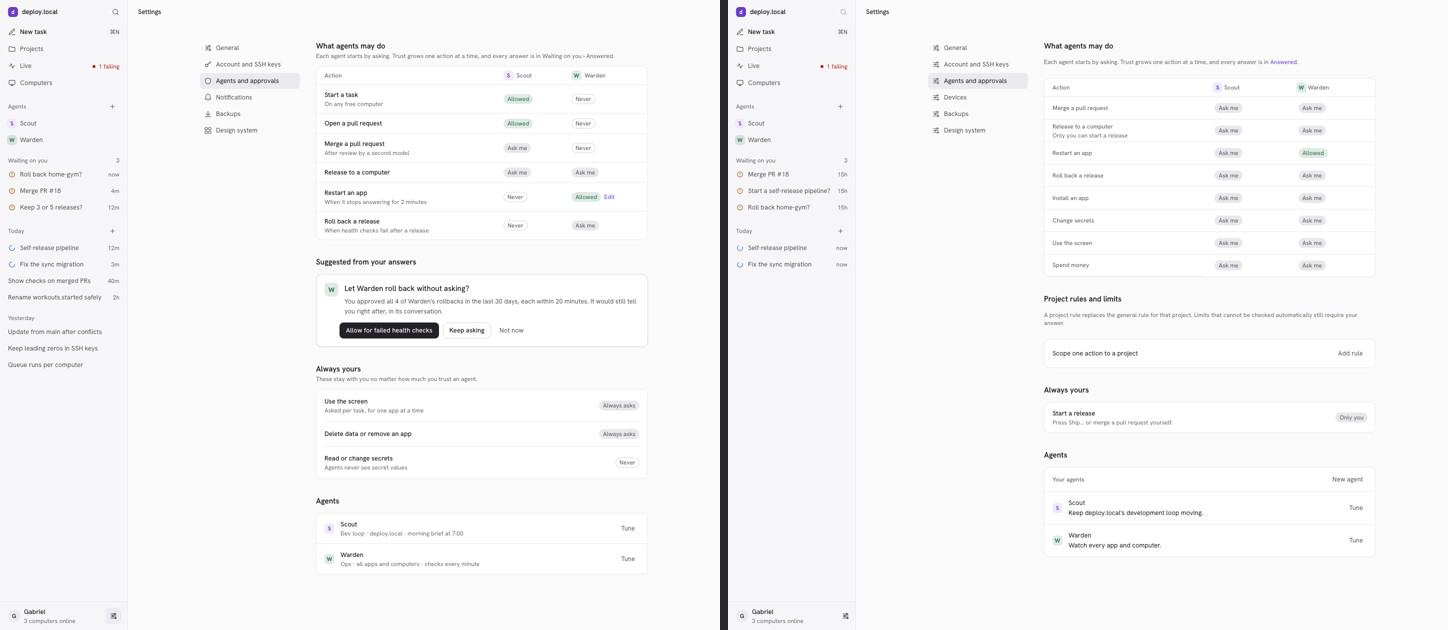 d deploy.local
New task ⌘N
Projects
Live 1 failing
Computers
Agents
S Scout
W Warden
Waiting on you 3
Roll back home-gym? now
Merge PR #18 4m
Keep 3 or 5 releases? 12m
Today
Self-release pipeline 12m
Fix the sync migration 3m
Show checks on merged PRs 40m
Rename workouts.started safely 2h
Yesterday
Update from main after conflicts
Keep leading zeros in SSH keys
Queue runs per computer
G Gabriel
3 computers online
Settings
General
Account and SSH keys
Agents and approvals
Notifications
Backups
Design system
What agents may do
Each agent starts by asking. Trust grows one action at a time, and every answer is in Waiting on you › Answered.
Action S Scout W Warden
Start a task
On any free computer
Allowed Never
Open a pull request Allowed Never
Merge a pull request
After review by a second model
Ask me Never
Release to a computer Ask me Ask me
Restart an app
When it stops answering for 2 minutes
Never Allowed Edit
Roll back a release
When health checks fail after a release
Never Ask me
Suggested from your answers
W Let Warden roll back without asking?
You approved all 4 of Warden's rollbacks in the last 30 days, each within 20 minutes. It would still tell
you right after, in its conversation.
Allow for failed health checks Keep asking Not now
Always yours
These stay with you no matter how much you trust an agent.
Use the screen
Asked per task, for one app at a time
Always asks
Delete data or remove an app Always asks
Read or change secrets
Agents never see secret values
Never
Agents
S Scout
Dev loop · deploy.local · morning brief at 7:00
Tune
W Warden
Ops · all apps and computers · checks every minute
Tune
d deploy.local
New task ⌘N
Projects
Live 1 failing
Computers
Agents
S Scout
W Warden
Waiting on you 3
Merge PR #18 15h
Start a self-release pipeline? 15h
Roll back home-gym? 15h
Today
Self-release pipeline now
Fix the sync migration now
G Gabriel
3 computers online
Settings
General
Account and SSH keys
Agents and approvals
Devices
Backups
Design system
What agents may do
Each agent starts by asking. Trust grows one action at a time, and every answer is in Answered.
Action S Scout W Warden
Merge a pull request Ask me Ask me
Release to a computer
Only you can start a release
Ask me Ask me
Restart an app Ask me Allowed
Roll back a release Ask me Ask me
Install an app Ask me Ask me
Change secrets Ask me Ask me
Use the screen Ask me Ask me
Spend money Ask me Ask me
Project rules and limits
A project rule replaces the general rule for that project. Limits that cannot be checked automatically still require your
answer.
Scope one action to a project Add rule
Always yours
Start a release
Press Ship… or merge a pull request yourself.
Only you
Agents
Your agents New agent
S Scout
Keep deploy.local's development loop moving.
Tune
W Warden
Watch every app and computer.
Tune